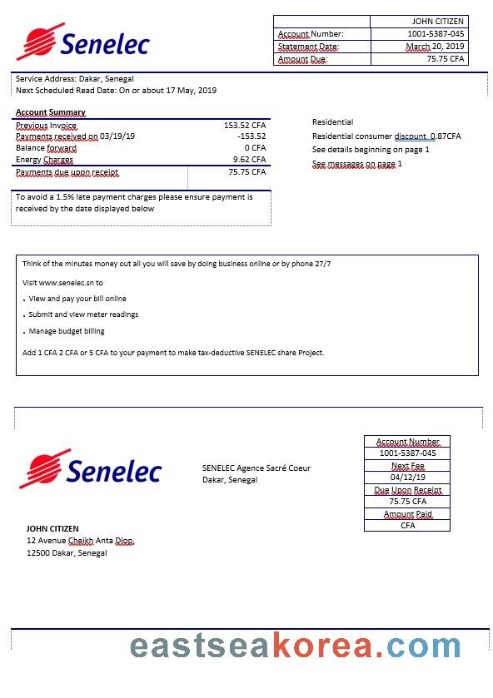 Senelec
JOHN CITIZEN
Account Number: 1001-5387-045
Statement Date: March 20, 2019
Amount Due: 75.75 CFA
Service Address: Dakar, Senegal
Next Scheduled Read Date: On or about 17 May, 2019
Account Summary
Previous Invoice 153.52 CFA
Payments received on 03/19/19 -153.52
Balance forward 0 CFA
Energy Charges 9.62 CFA
Payments due upon receipt 75.75 CFA
Residential
Residential consumer discount 0.87CFA
See details beginning on page 1
See messages on page 1
To avoid a 1.5% late payment charges please ensure payment is
received by the date displayed below
Think of the minutes money out all you will save by doing business online or by phone 27/7
Visit www.senelec.sn to
• View and pay your bill online
• Submit and view meter readings
• Manage budget billing
Add 1 CFA 2 CFA or 5 CFA to your payment to make tax-deductive SENELEC share Project.
Senelec
SENELEC Agence Sacré Coeur
Dakar, Senegal
Account Number
1001-5387-045
Next Fee
04/12/19
Due Upon Receipt
75.75 CFA
Amount Paid
CFA
JOHN CITIZEN
12 Avenue Cheikh Anta Diop,
12500 Dakar, Senegal
eastseakorea.com